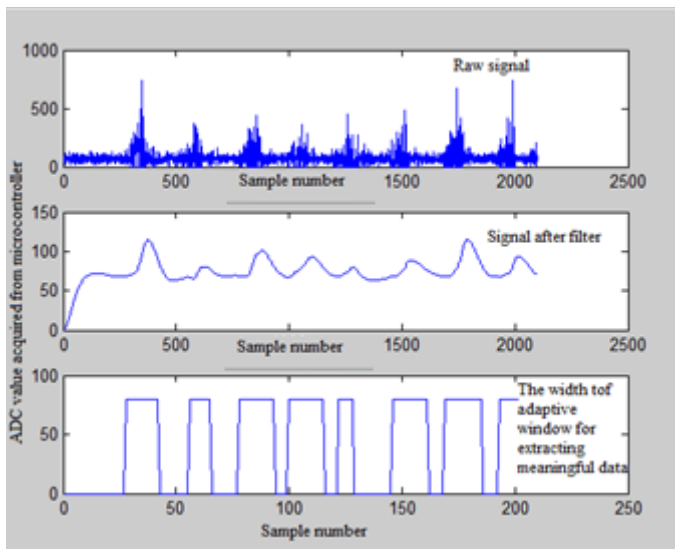 1000
Raw signal
500
0
0 500 1000 1500 2000 2500
Sample number
150
Signal after filter
100
50
0
0 500 1000 1500 2000 2500
Sample number
100
The width tof
adaptive
window for
extracting
meaningful data
50
0
0 50 100 150 200 250
Sample number
ADC value acquired from microcontroller